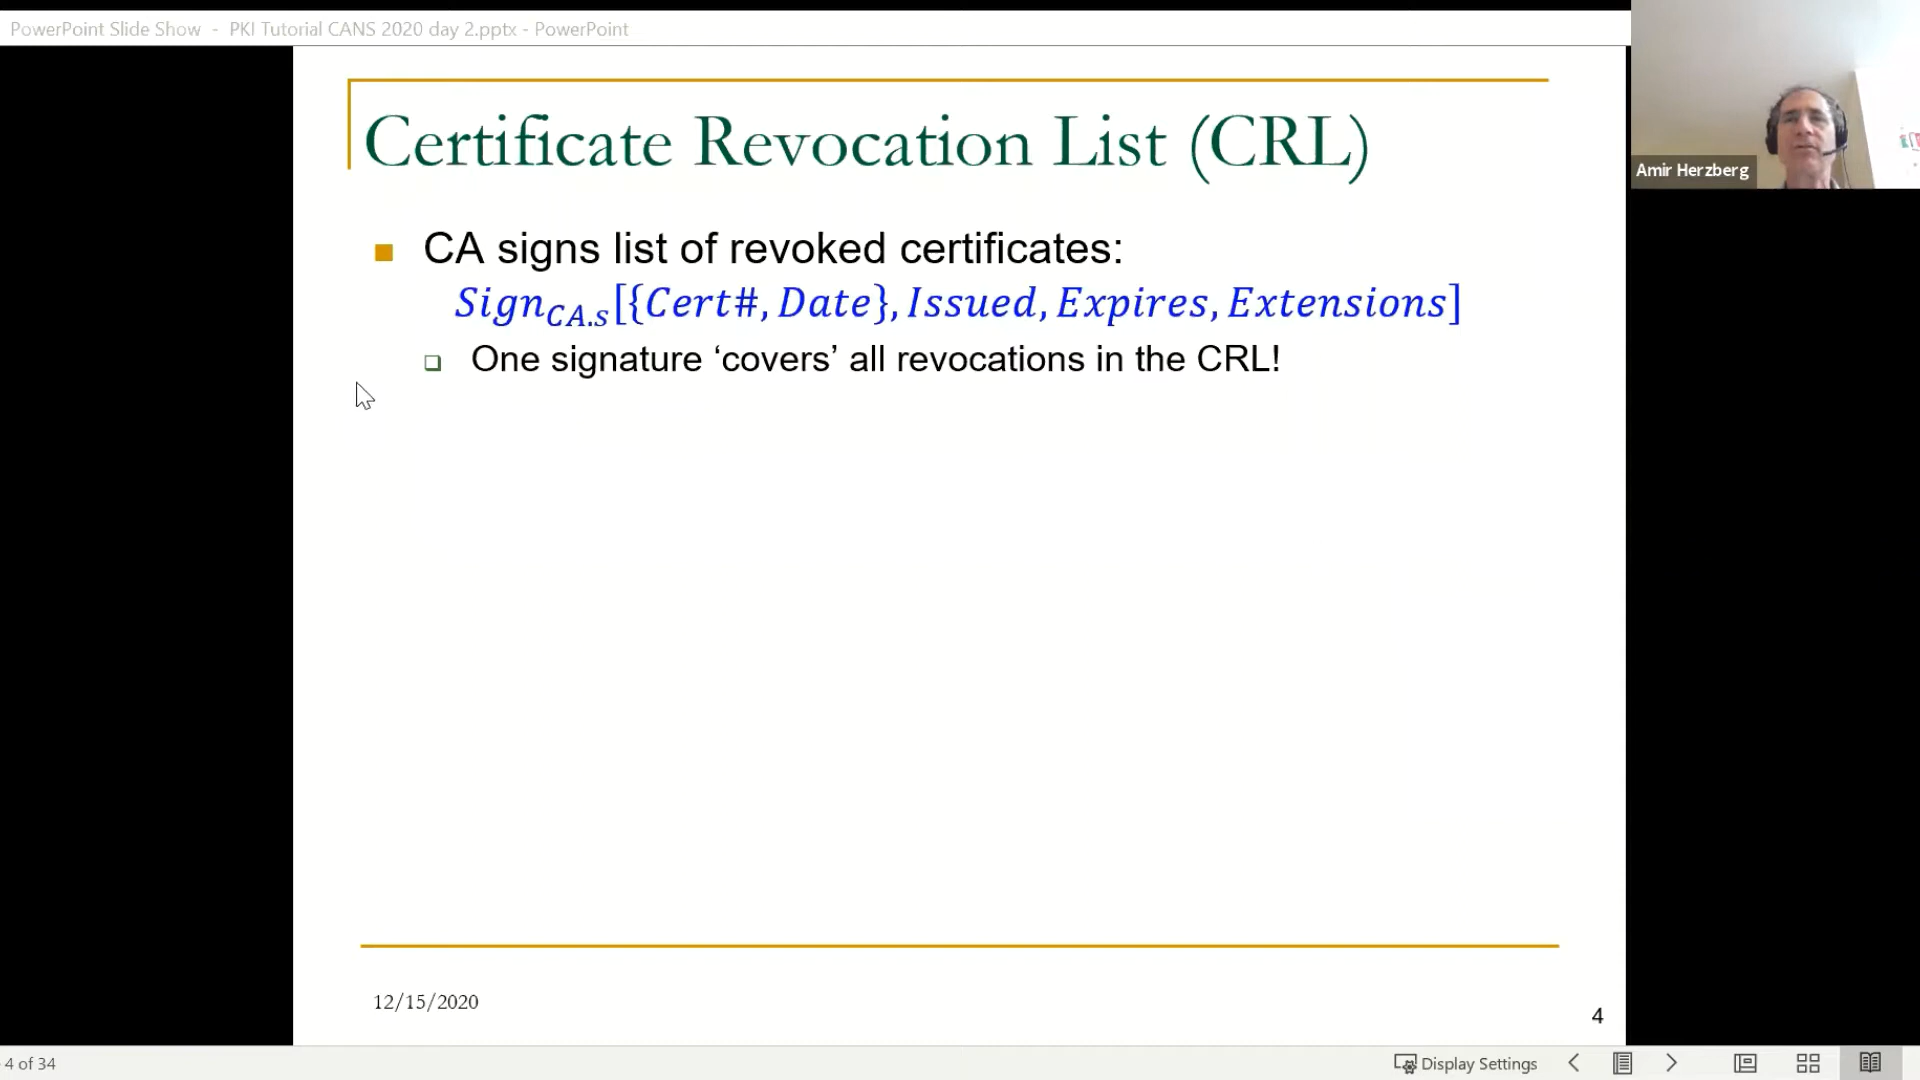 PowerPoint Slide Show - PKI Tutorial CANS 2020 day 2.pptx - PowerPoint
Amir Herzberg
Certificate Revocation List (CRL)
CA signs list of revoked certificates:
Sign_{CA.s}[{Cert#, Date}, Issued, Expires, Extensions]
One signature ‘covers’ all revocations in the CRL!
12/15/2020
4
4 of 34
Display Settings